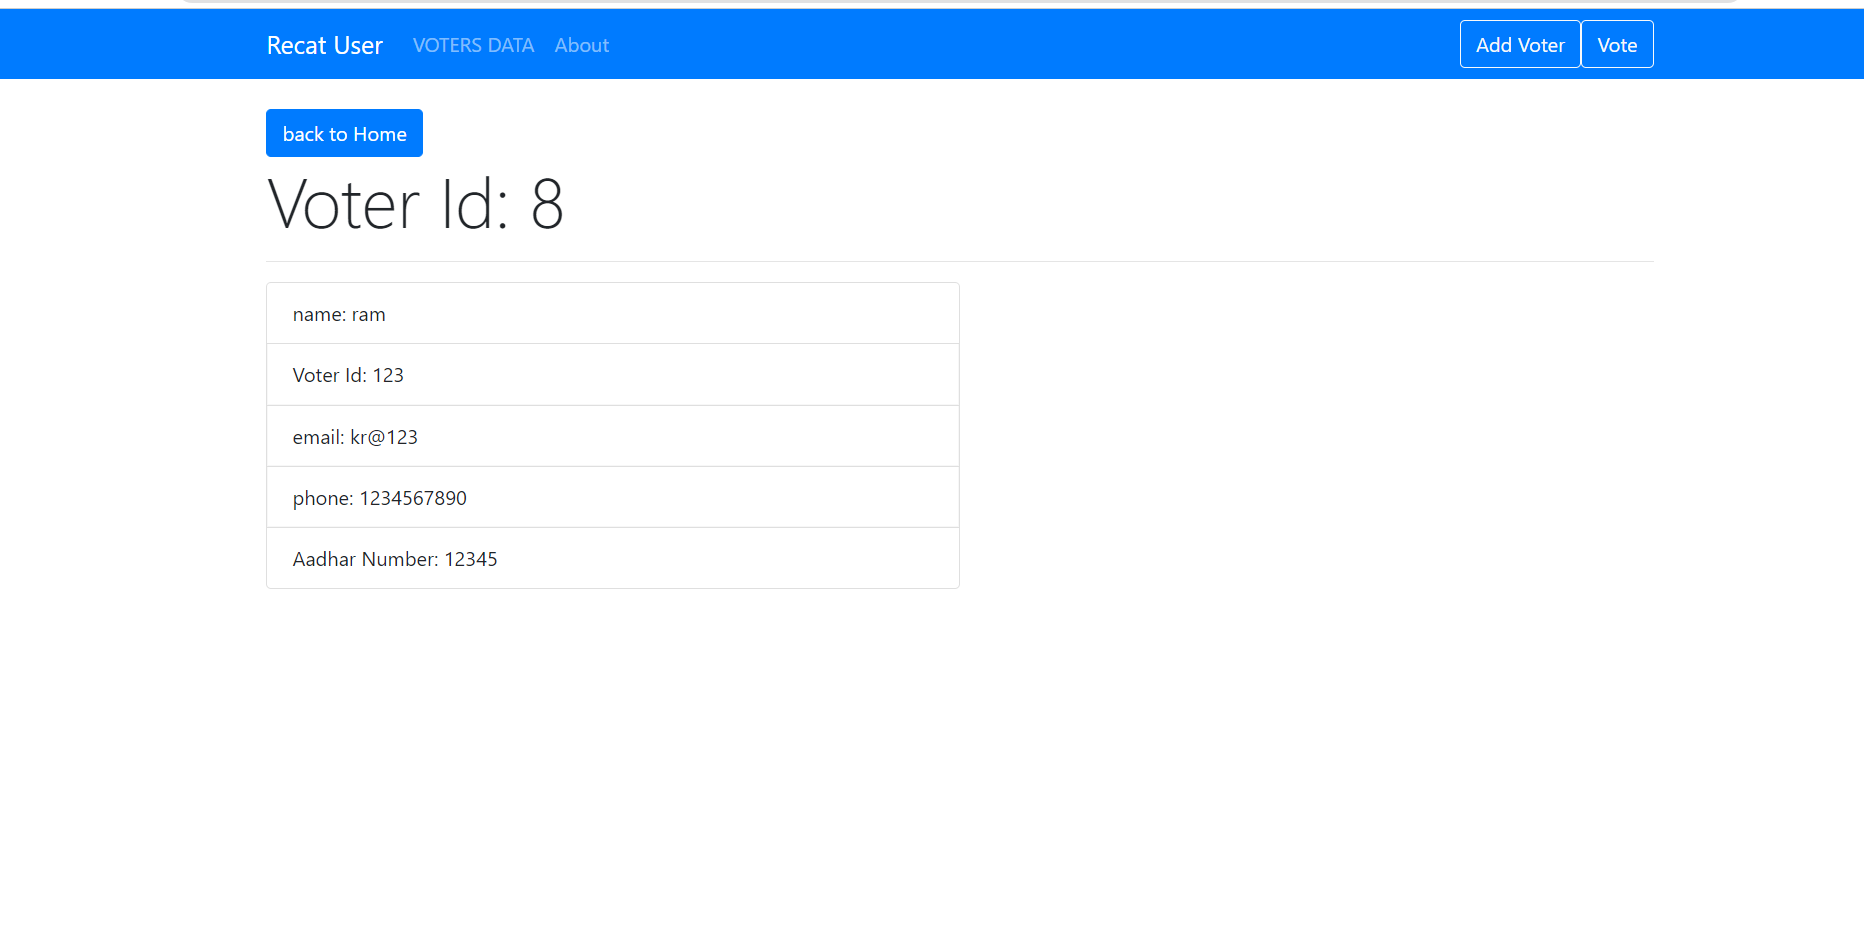 Recat User VOTERS DATA About Add Voter Vote
back to Home
Voter Id: 8
name: ram
Voter Id: 123
email: kr@123
phone: 1234567890
Aadhar Number: 12345